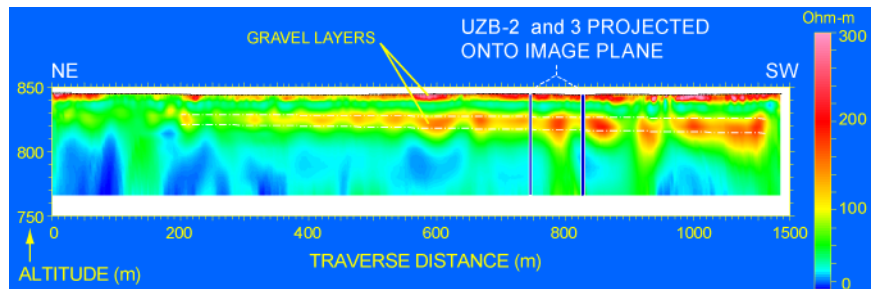 Ohm-m
UZB-2 and 3 PROJECTED
ONTO IMAGE PLANE
GRAVEL LAYERS
NE
SW
850
800
750
0
200
400
600
800
1000
1500
300
200
100
0
TRAVERSE DISTANCE (m)
ALTITUDE (m)